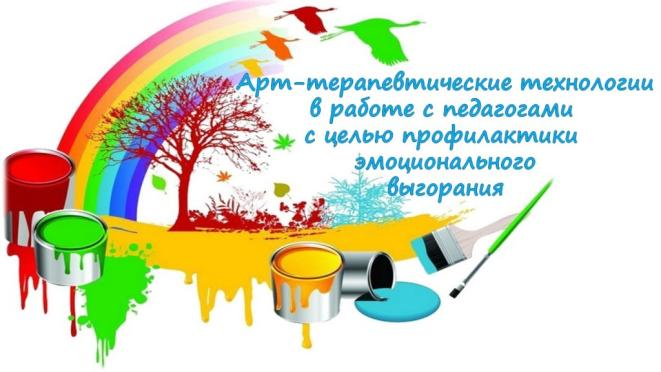 Арт-терапевтические технологии
в работе с педагогами
с целью профилактики
эмоционального
выгорания